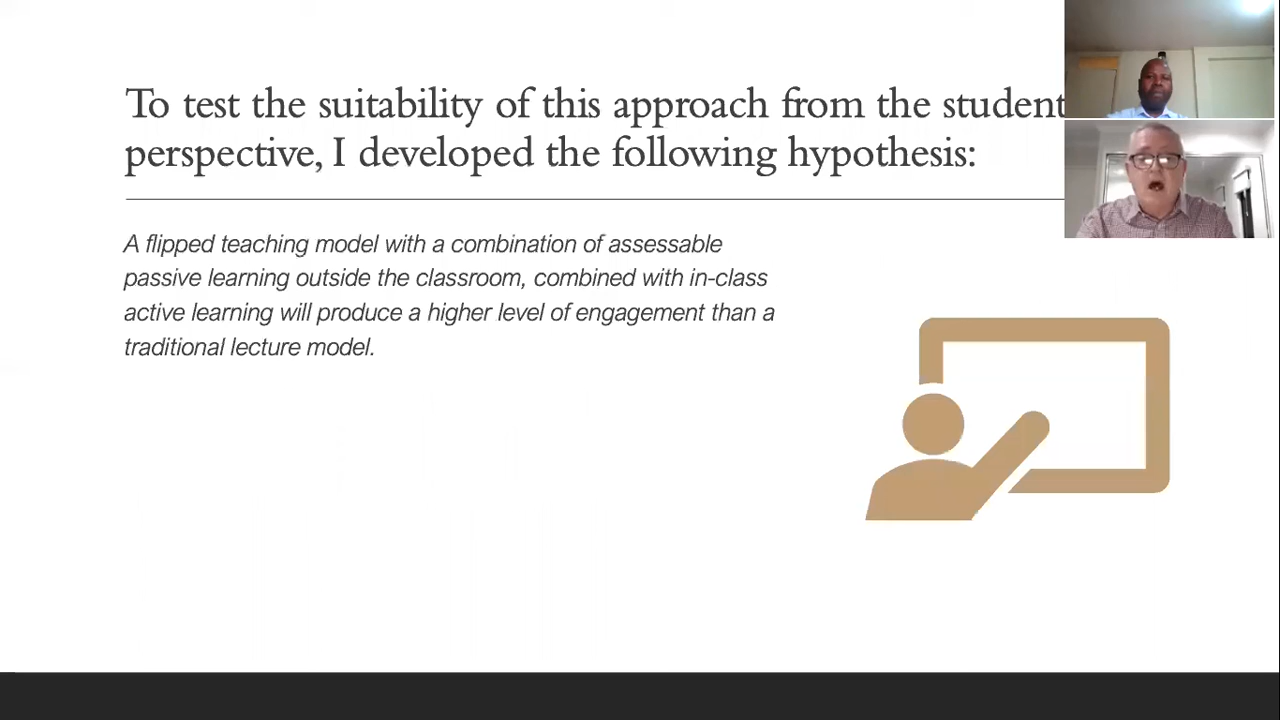 To test the suitability of this approach from the student
perspective, I developed the following hypothesis:
A flipped teaching model with a combination of assessable
passive learning outside the classroom, combined with in-class
active learning will produce a higher level of engagement than a
traditional lecture model.